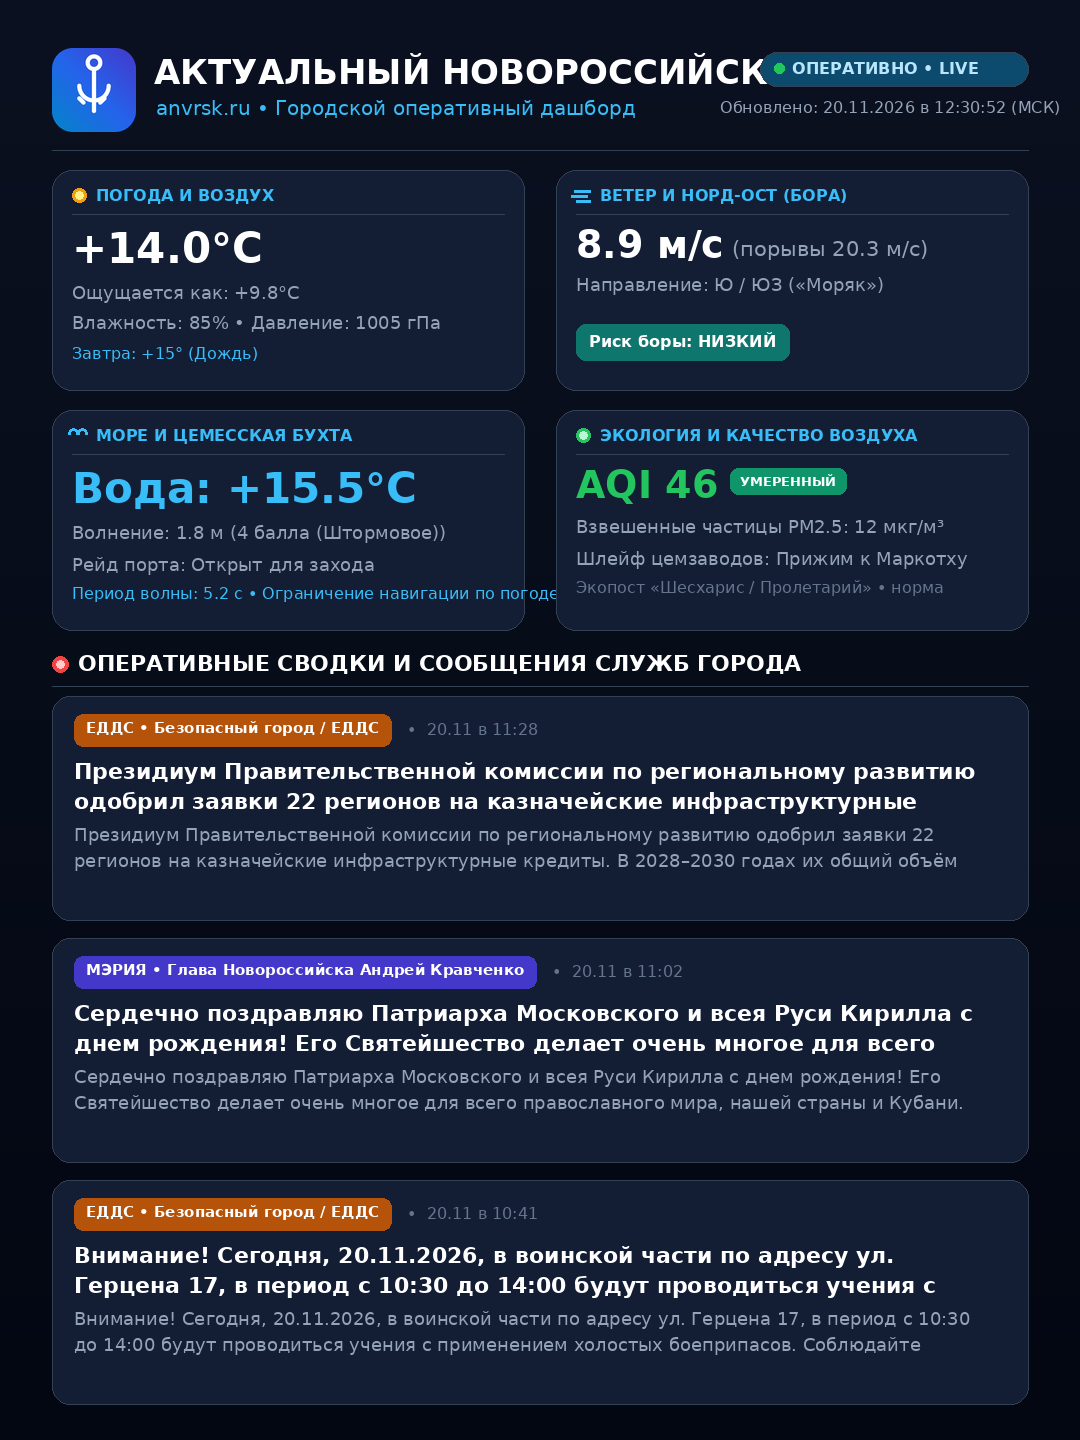 АКТУАЛЬНЫЙ НОВОРОССИЙСК
ОПЕРАТИВНО • LIVE
anvrsk.ru • Городской оперативный дашборд
Обновлено: 20.11.2026 в 12:30:52 (МСК)
ПОГОДА И ВОЗДУХ
+14.0°C
Ощущается как: +9.8°C
Влажность: 85% • Давление: 1005 гПа
Завтра: +15° (Дождь)
ВЕТЕР И НОРД-ОСТ (БОРА)
8.9 м/с (порывы 20.3 м/с)
Направление: Ю / ЮЗ («Моряк»)
Риск боры: НИЗКИЙ
МОРЕ И ЦЕМЕССКАЯ БУХТА
Вода: +15.5°C
Волнение: 1.8 м (4 балла (Штормовое))
Рейд порта: Открыт для захода
Период волны: 5.2 с • Ограничение навигации по погоде
ЭКОЛОГИЯ И КАЧЕСТВО ВОЗДУХА
AQI 46 УМЕРЕННЫЙ
Взвешенные частицы PM2.5: 12 мкг/м³
Шлейф цемзаводов: Прижим к Маркотху
Экопост «Шесхарис / Пролетарий» • норма
ОПЕРАТИВНЫЕ СВОДКИ И СООБЩЕНИЯ СЛУЖБ ГОРОДА
ЕДДС • Безопасный город / ЕДДС • 20.11 в 11:28
Президиум Правительственной комиссии по региональному развитию
одобрил заявки 22 регионов на казначейские инфраструктурные
Президиум Правительственной комиссии по региональному развитию одобрил заявки 22
регионов на казначейские инфраструктурные кредиты. В 2028–2030 годах их общий объём
МЭРИЯ • Глава Новороссийска Андрей Кравченко • 20.11 в 11:02
Сердечно поздравляю Патриарха Московского и всея Руси Кирилла с
днем рождения! Его Святейшество делает очень многое для всего
Сердечно поздравляю Патриарха Московского и всея Руси Кирилла с днем рождения! Его
Святейшество делает очень многое для всего православного мира, нашей страны и Кубани.
ЕДДС • Безопасный город / ЕДДС • 20.11 в 10:41
Внимание! Сегодня, 20.11.2026, в воинской части по адресу ул.
Герцена 17, в период с 10:30 до 14:00 будут проводиться учения с
Внимание! Сегодня, 20.11.2026, в воинской части по адресу ул. Герцена 17, в период с 10:30
до 14:00 будут проводиться учения с применением холостых боеприпасов. Соблюдайте